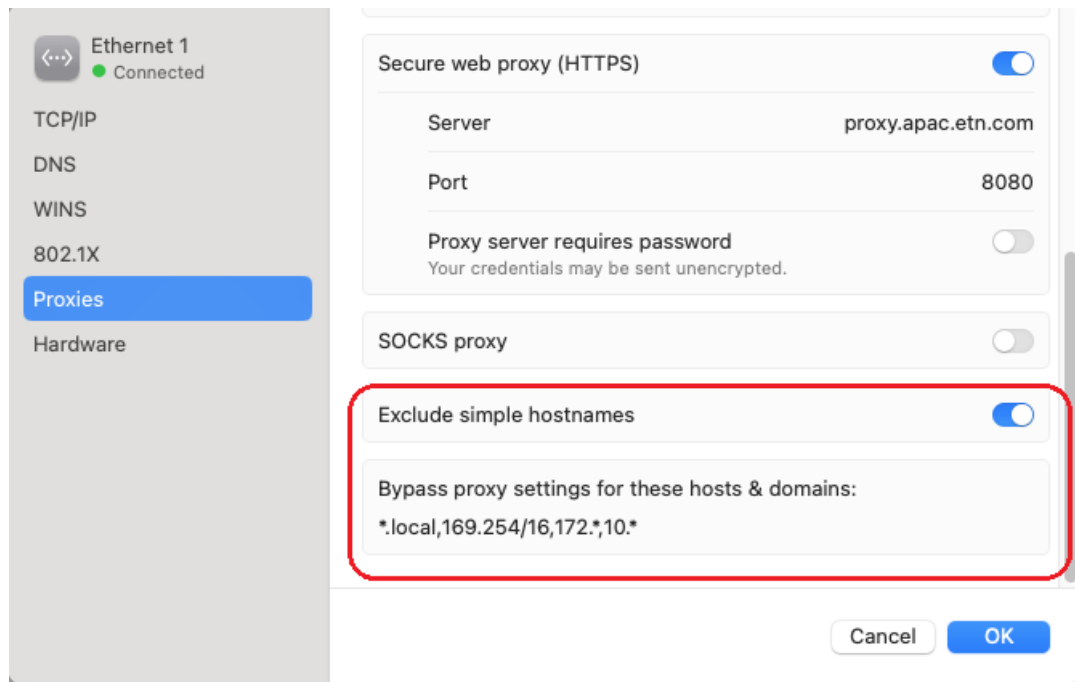 Ethernet 1
Connected
TCP/IP
DNS
WINS
802.1X
Proxies
Hardware
Secure web proxy (HTTPS)
Server proxy.apac.etn.com
Port 8080
Proxy server requires password
Your credentials may be sent unencrypted.
SOCKS proxy
Exclude simple hostnames
Bypass proxy settings for these hosts & domains:
*.local,169.254/16,172.*,10.*
Cancel OK